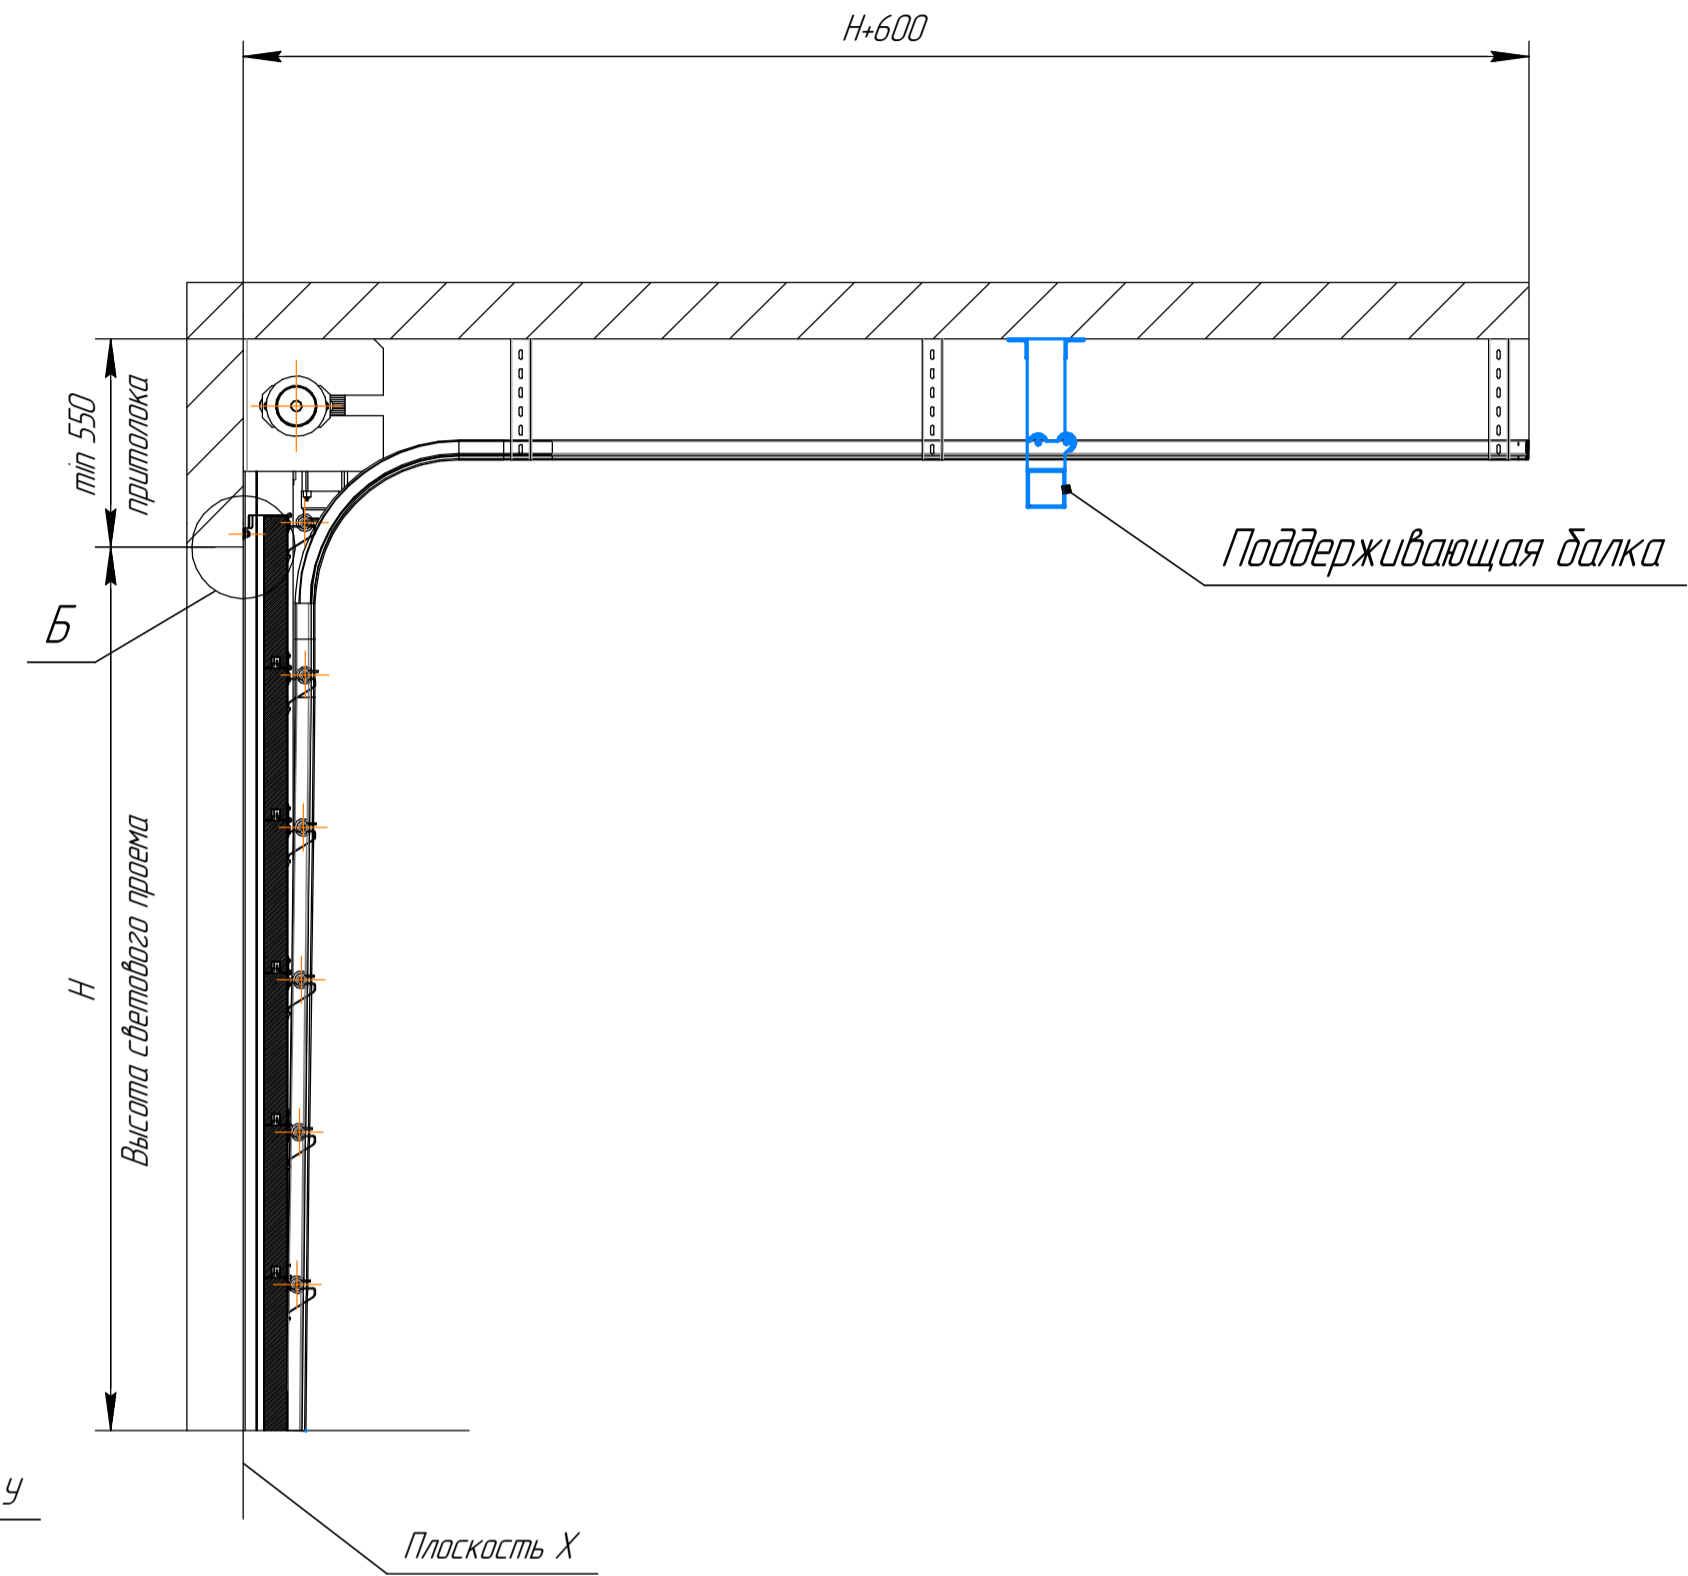 H+600
min 550
притолока
Поддерживающая балка
Б
H
Высота светового проема
У
Плоскость X